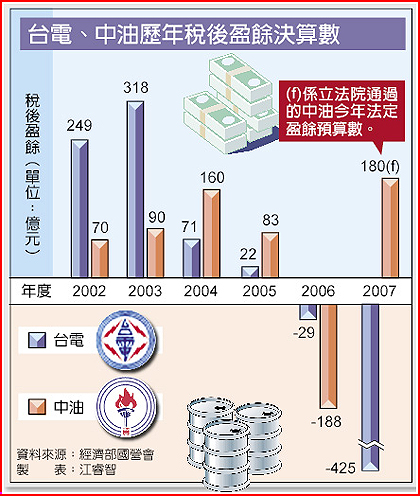 台電、中油歷年稅後盈餘決算數
稅後盈餘(單位：億元)
(f)係立法院通過
的中油今年法定
盈餘預算數。
249
70
318
90
71
160
22
83
-29
-188
-425
180(f)
年度 2002 2003 2004 2005 2006 2007
台電
中油
資料來源：經濟部國營會
製 表：江睿智